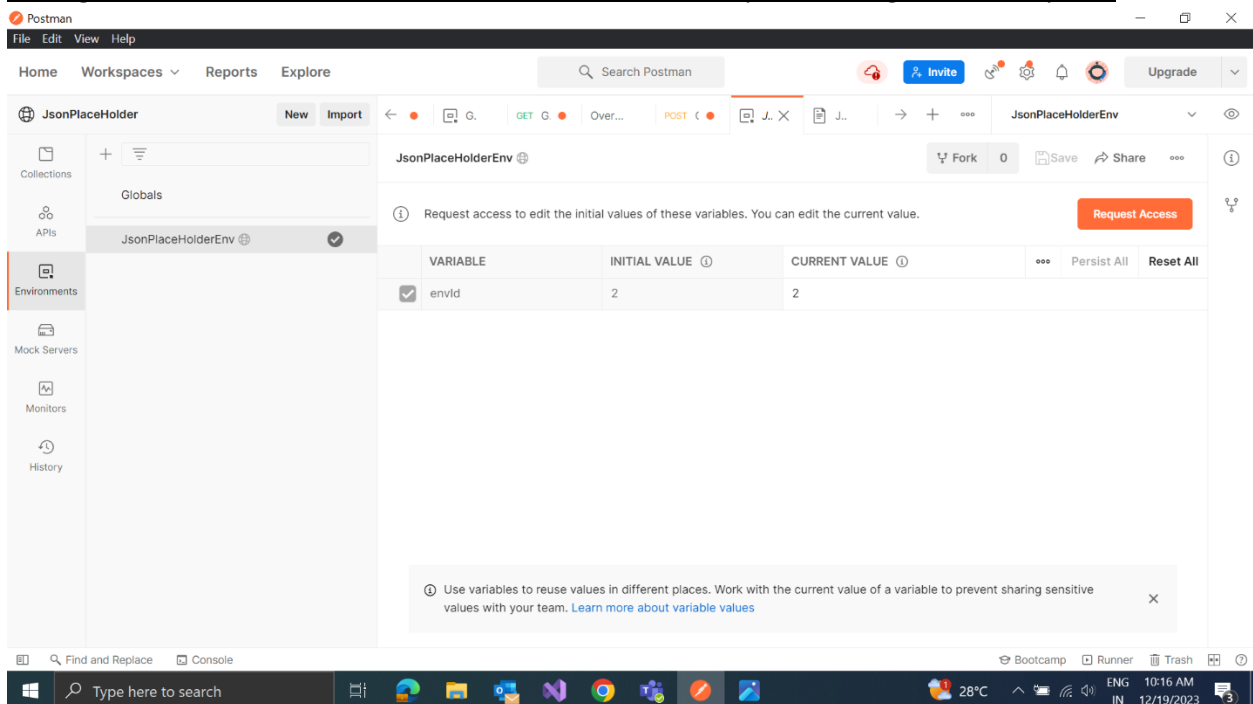 Postman
File Edit View Help
Home Workspaces Reports Explore Search Postman Invite Upgrade
JsonPlaceHolder New Import G. GET G. Over... POST ( J.. J.. JsonPlaceHolderEnv
Collections
APIs
Environments
Mock Servers
Monitors
History
Globals
JsonPlaceHolderEnv
JsonPlaceHolderEnv Fork 0 Save Share
Request access to edit the initial values of these variables. You can edit the current value. Request Access
VARIABLE INITIAL VALUE CURRENT VALUE Persist All Reset All
envId 2 2
Use variables to reuse values in different places. Work with the current value of a variable to prevent sharing sensitive
values with your team. Learn more about variable values
Find and Replace Console Bootcamp Runner Trash
Type here to search 28°C ENG 10:16 AM
IN 12/19/2023 3